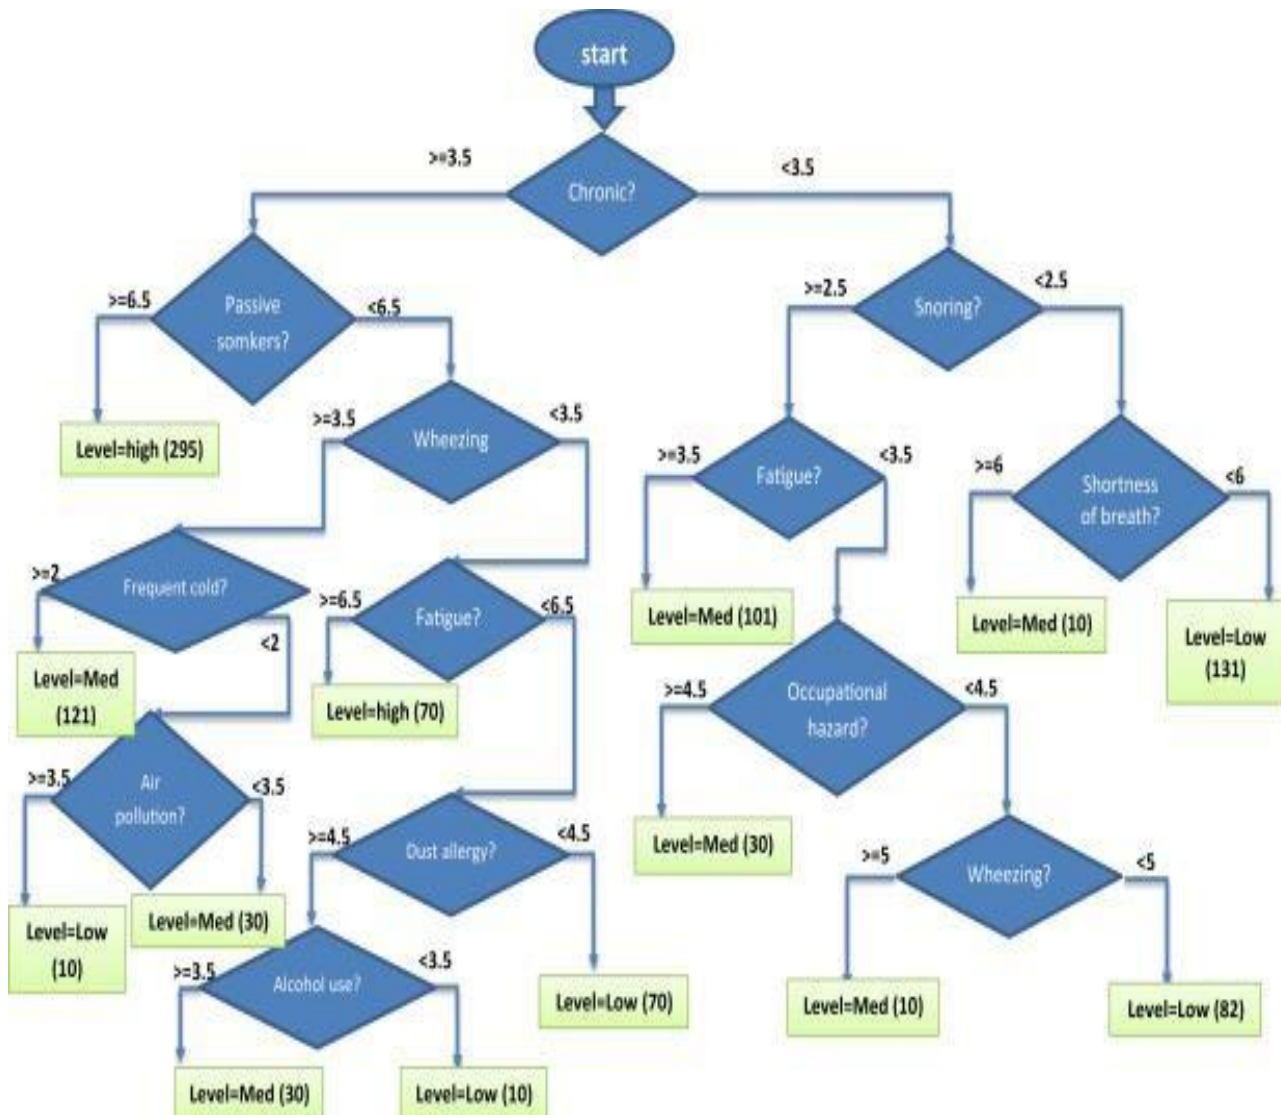 start
>=3.5
<3.5
Chronic?
>=6.5
Passive
somkers?
<6.5
>=2.5
Snoring?
<2.5
Level=high (295)
>=3.5
Wheezing
<3.5
>=3.5
Fatigue?
<3.5
>=6
Shortness
of breath?
<6
>=2
Frequent cold?
<2
>=6.5
Fatigue?
<6.5
Level=Med (101)
Level=Med (10)
Level=Low
(131)
Level=Med
(121)
Level=high (70)
>=4.5
Occupational
hazard?
<4.5
>=3.5
Air
pollution?
<3.5
>=4.5
Dust allergy?
<4.5
Level=Med (30)
>=5
Wheezing?
<5
Level=Low
(10)
Level=Med (30)
>=3.5
Alcohol use?
<3.5
Level=Low (70)
Level=Med (10)
Level=Low (82)
Level=Med (30)
Level=Low (10)